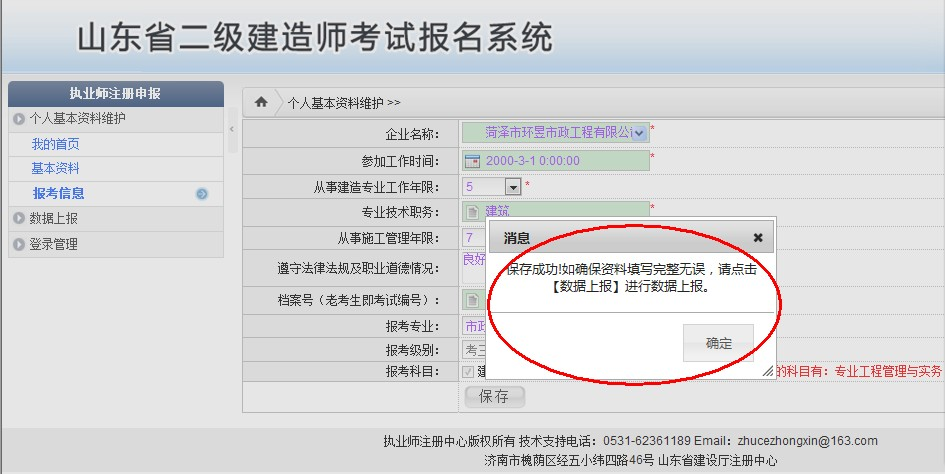 山东省二级建造师考试报名系统
执业师注册申报
个人基本资料维护
我的首页
基本资料
报考信息
数据上报
登录管理
个人基本资料维护 >>
企业名称： 菏泽市环昱市政工程有限公 *
参加工作时间： 2000-3-1 0:00:00 *
从事建造专业工作年限： 5 *
专业技术职务： 建筑 *
从事施工管理年限： 7
遵守法律法规及职业道德情况： 良好
档案号（老考生即考试编号）：
报考专业： 市政
报考级别： 考三
报考科目： 建 的科目有：专业工程管理与实务
保存
消息
保存成功!如确保资料填写完整无误，请点击
【数据上报】进行数据上报。
确定
执业师注册中心版权所有 技术支持电话：0531-62361189 Email：zhucezhongxin@163.com
济南市槐荫区经五小纬四路46号 山东省建设厅注册中心